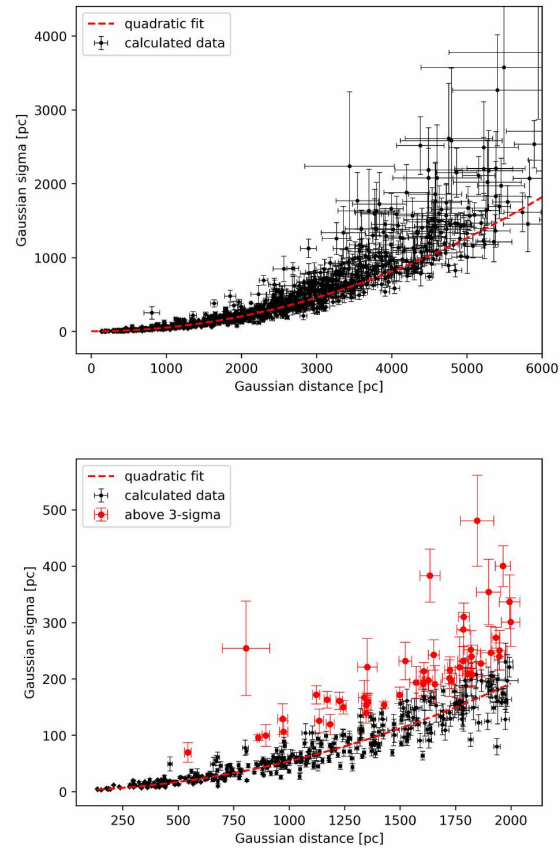 quadratic fit
calculated data
4000
3000
2000
1000
0
Gaussian sigma [pc]
0 1000 2000 3000 4000 5000 6000
Gaussian distance [pc]
quadratic fit
calculated data
above 3-sigma
500
400
300
200
100
0
Gaussian sigma [pc]
250 500 750 1000 1250 1500 1750 2000
Gaussian distance [pc]